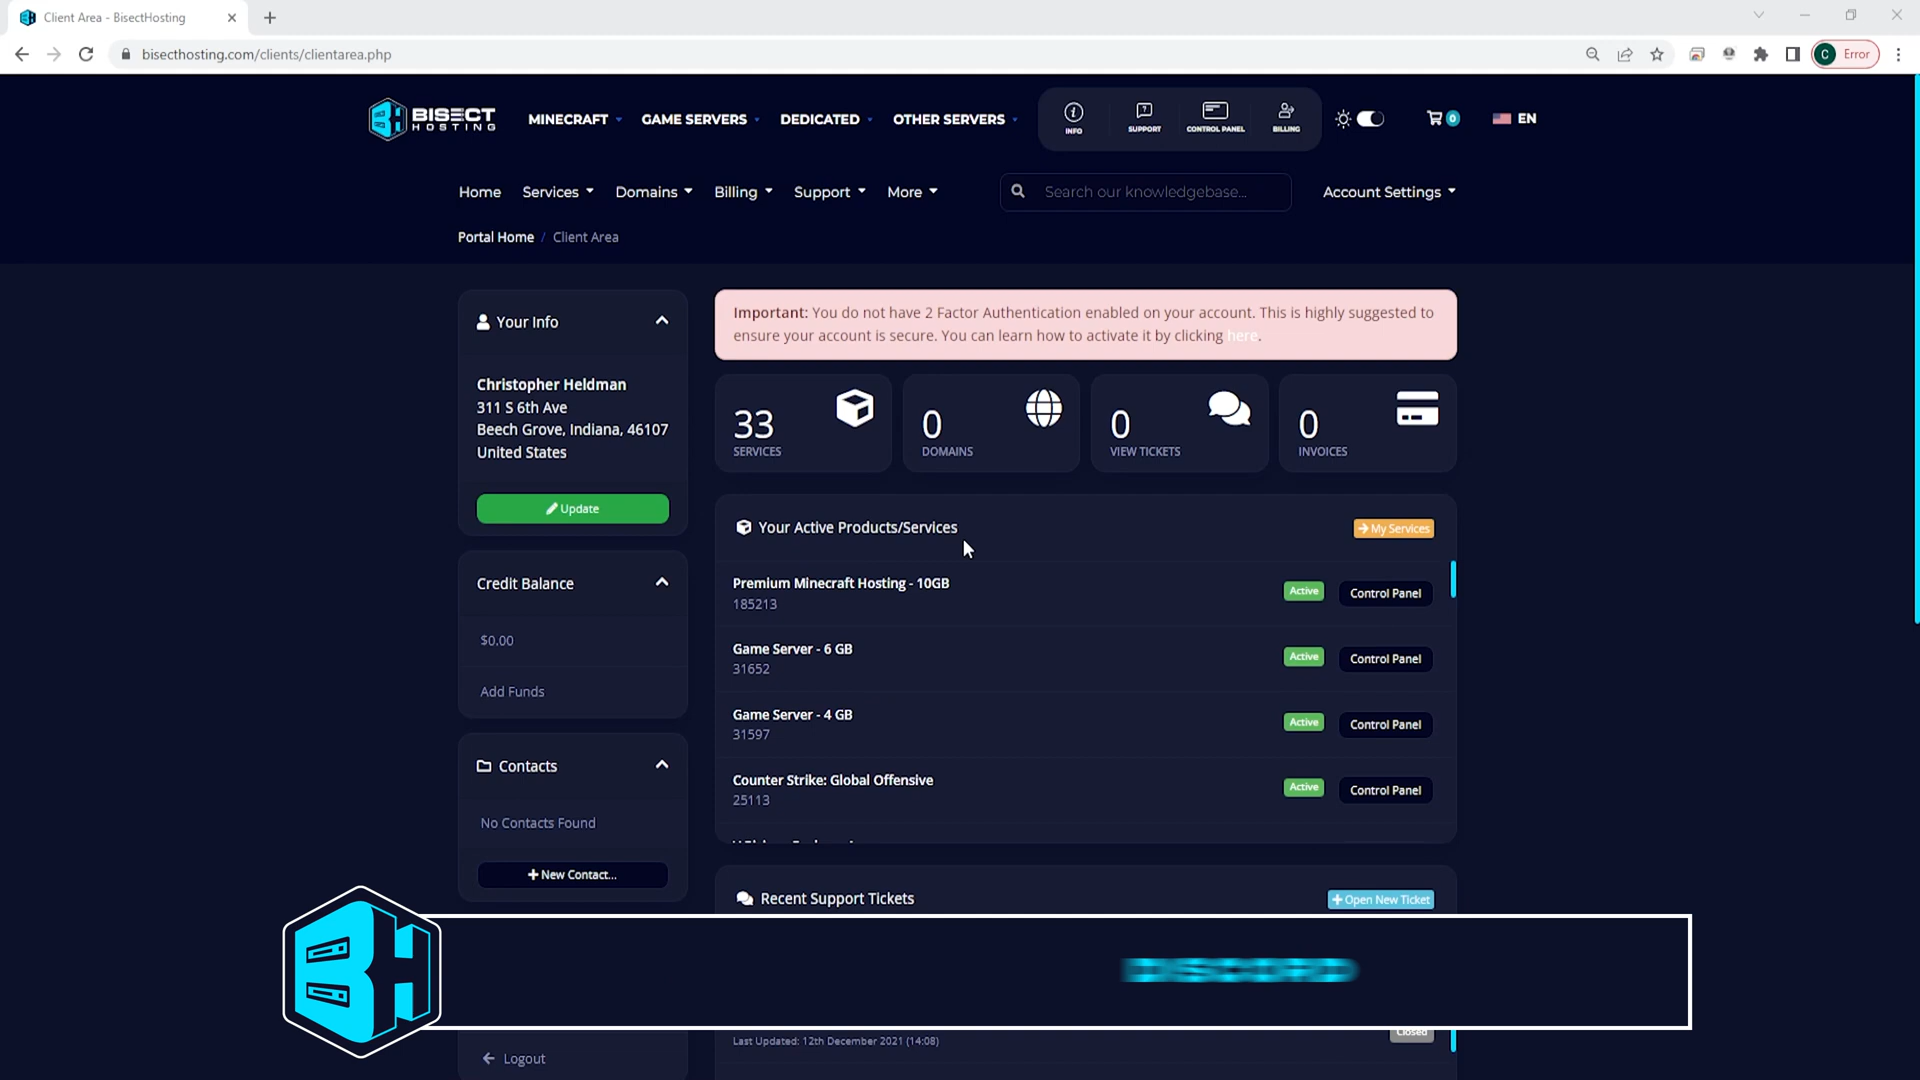 Client Area - BisectHosting
bisecthosting.com/clients/clientarea.php
C Error
BISECT
HOSTING
MINECRAFT
GAME SERVERS
DEDICATED
OTHER SERVERS
INFO
SUPPORT
CONTROL PANEL
BILLING
0
EN
Home
Services
Domains
Billing
Support
More
Search our knowledgebase...
Account Settings
Portal Home / Client Area
Your Info
Christopher Heldman
311 S 6th Ave
Beech Grove, Indiana, 46107
United States
Update
Credit Balance
$0.00
Add Funds
Contacts
No Contacts Found
+ New Contact...
Logout
Important: You do not have 2 Factor Authentication enabled on your account. This is highly suggested to
ensure your account is secure. You can learn how to activate it by clicking here.
33
SERVICES
0
DOMAINS
0
VIEW TICKETS
0
INVOICES
Your Active Products/Services
My Services
Premium Minecraft Hosting - 10GB
185213
Active
Control Panel
Game Server - 6 GB
31652
Active
Control Panel
Game Server - 4 GB
31597
Active
Control Panel
Counter Strike: Global Offensive
25113
Active
Control Panel
Recent Support Tickets
+ Open New Ticket
Closed
Last Updated: 12th December 2021 (14:08)